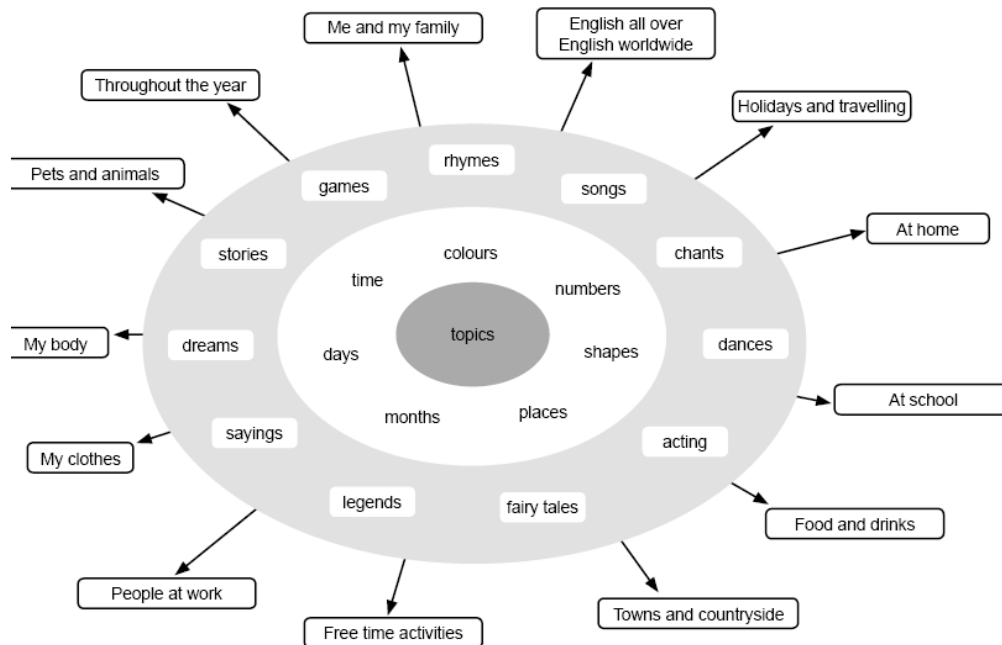 Me and my family
English all over
English worldwide
Throughout the year
Holidays and travelling
rhymes
Pets and animals
games
songs
At home
stories
colours
chants
time
numbers
topics
My body
dreams
days
shapes
dances
At school
months
places
sayings
acting
My clothes
legends
fairy tales
Food and drinks
People at work
Towns and countryside
Free time activities